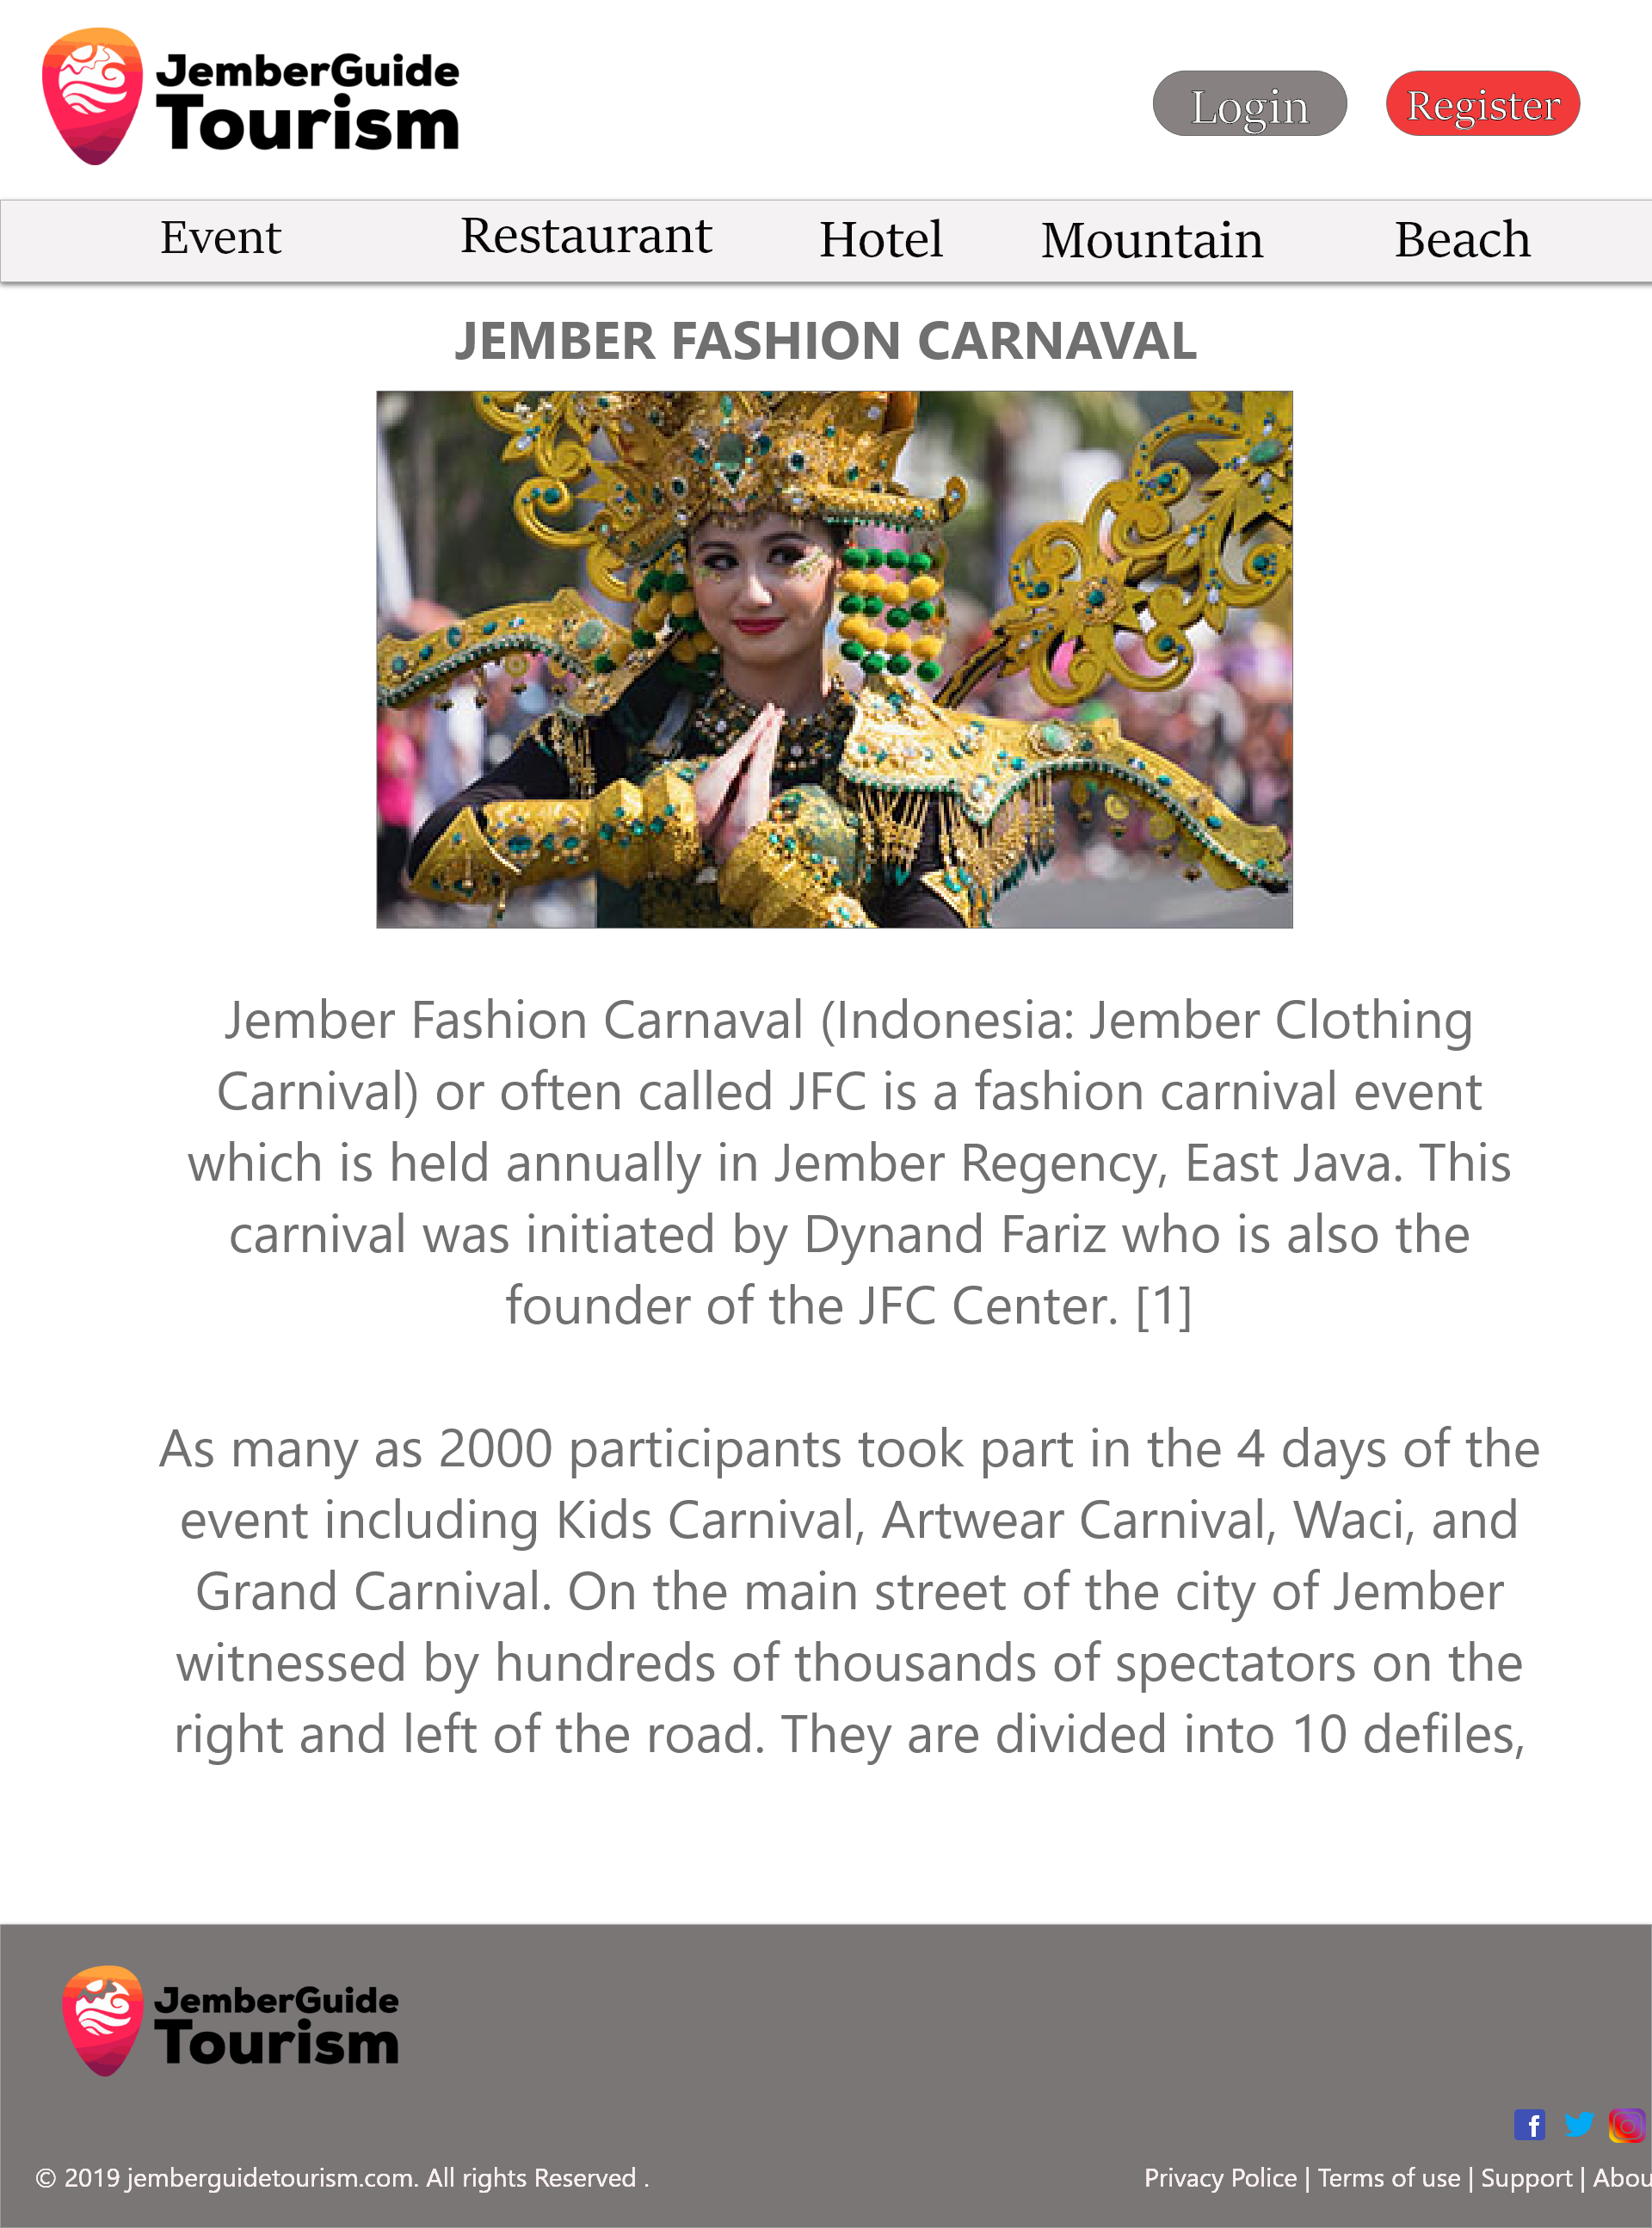 JemberGuide
Tourism
Login
Register
Event
Restaurant
Hotel
Mountain
Beach
JEMBER FASHION CARNAVAL
Jember Fashion Carnaval (Indonesia: Jember Clothing
Carnival) or often called JFC is a fashion carnival event
which is held annually in Jember Regency, East Java. This
carnival was initiated by Dynand Fariz who is also the
founder of the JFC Center. [1]
As many as 2000 participants took part in the 4 days of the
event including Kids Carnival, Artwear Carnival, Waci, and
Grand Carnival. On the main street of the city of Jember
witnessed by hundreds of thousands of spectators on the
right and left of the road. They are divided into 10 defiles,
JemberGuide
Tourism
© 2019 jemberguidetourism.com. All rights Reserved .
Privacy Police | Terms of use | Support | Abou